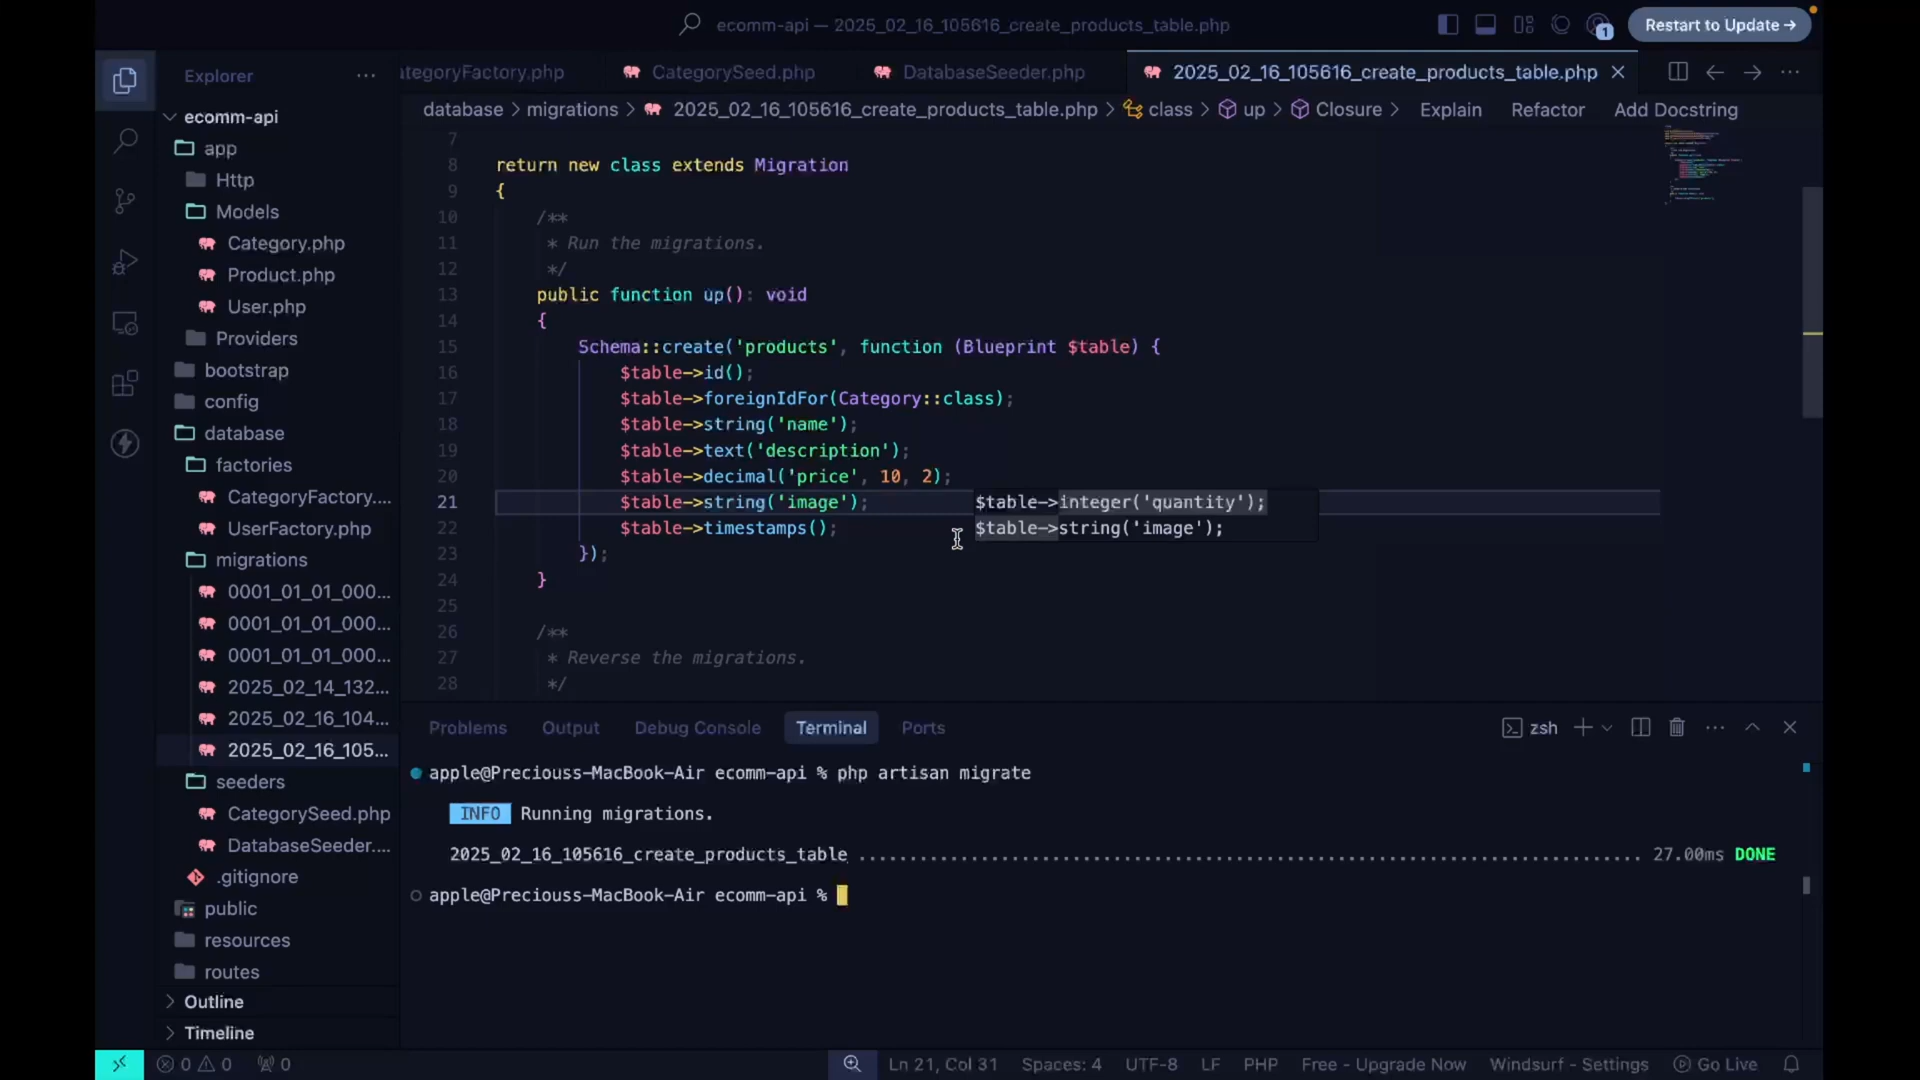 ecomm-api — 2025_02_16_105616_create_products_table.php
1
Restart to Update →
Explorer
ategoryFactory.php
CategorySeed.php
DatabaseSeeder.php
2025_02_16_105616_create_products_table.php
database > migrations > 2025_02_16_105616_create_products_table.php > class > up > Closure >
Explain
Refactor
Add Docstring
ecomm-api
app
Http
Models
Category.php
Product.php
User.php
Providers
bootstrap
config
database
factories
CategoryFactory....
UserFactory.php
migrations
0001_01_01_000...
0001_01_01_000...
0001_01_01_000...
2025_02_14_132...
2025_02_16_104...
2025_02_16_105...
seeders
CategorySeed.php
DatabaseSeeder....
.gitignore
public
resources
routes
Outline
Timeline
7
8 return new class extends Migration
9 {
10 /**
11 * Run the migrations.
12 */
13 public function up(): void
14 {
15 Schema::create('products', function (Blueprint $table) {
16 $table->id();
17 $table->foreignIdFor(Category::class);
18 $table->string('name');
19 $table->text('description');
20 $table->decimal('price', 10, 2);
21 $table->string('image'); $table->integer('quantity');
22 $table->timestamps(); $table->string('image');
23 });
24 }
25
26 /**
27 * Reverse the migrations.
28 */
Problems
Output
Debug Console
Terminal
Ports
zsh
apple@Preciouss-MacBook-Air ecomm-api % php artisan migrate
INFO Running migrations.
2025_02_16_105616_create_products_table ............................................................................ 27.00ms DONE
apple@Preciouss-MacBook-Air ecomm-api %
0 0
0
Ln 21, Col 31
Spaces: 4
UTF-8
LF
PHP
Free - Upgrade Now
Windsurf - Settings
Go Live